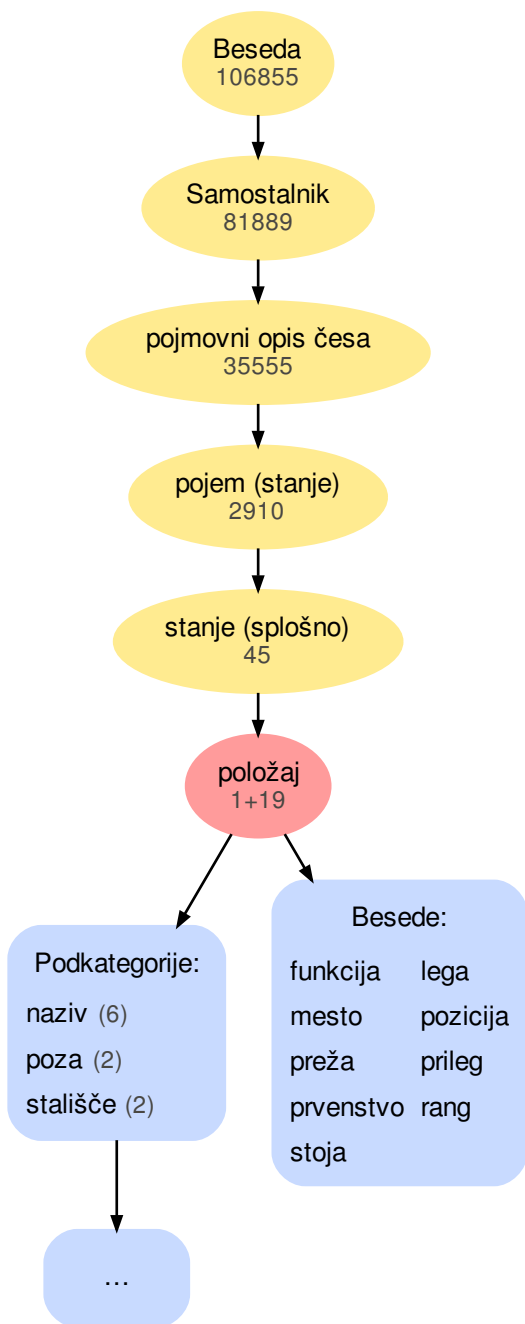 Beseda
106855
Samostalnik
81889
pojmovni opis česa
35555
pojem (stanje)
2910
stanje (splošno)
45
položaj
1+19
Podkategorije:
naziv (6)
poza (2)
stališče (2)
Besede:
funkcija lega
mesto pozicija
preža prileg
prvenstvo rang
stoja
...